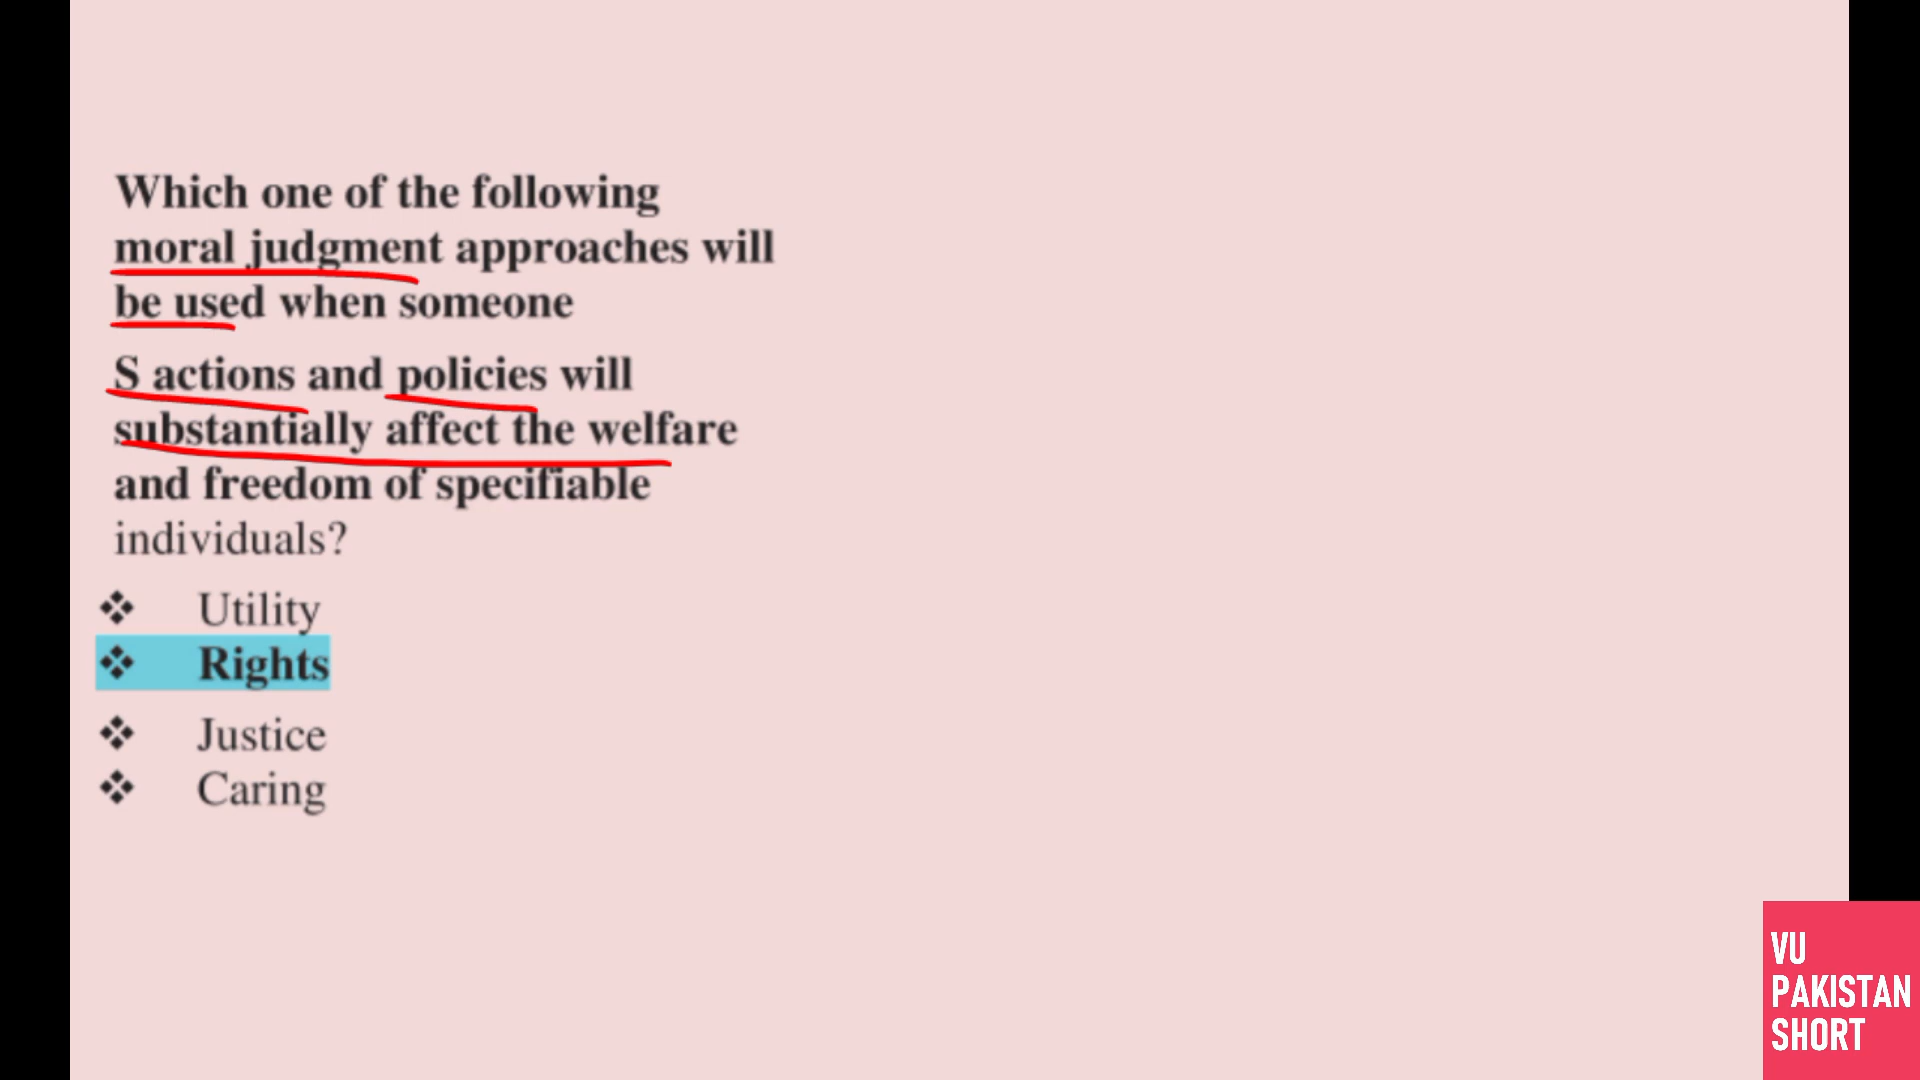 Which one of the following
moral judgment approaches will
be used when someone
S actions and policies will
substantially affect the welfare
and freedom of specifiable
individuals?
❖ Utility
❖ Rights
❖ Justice
❖ Caring
VU
PAKISTAN
SHORT